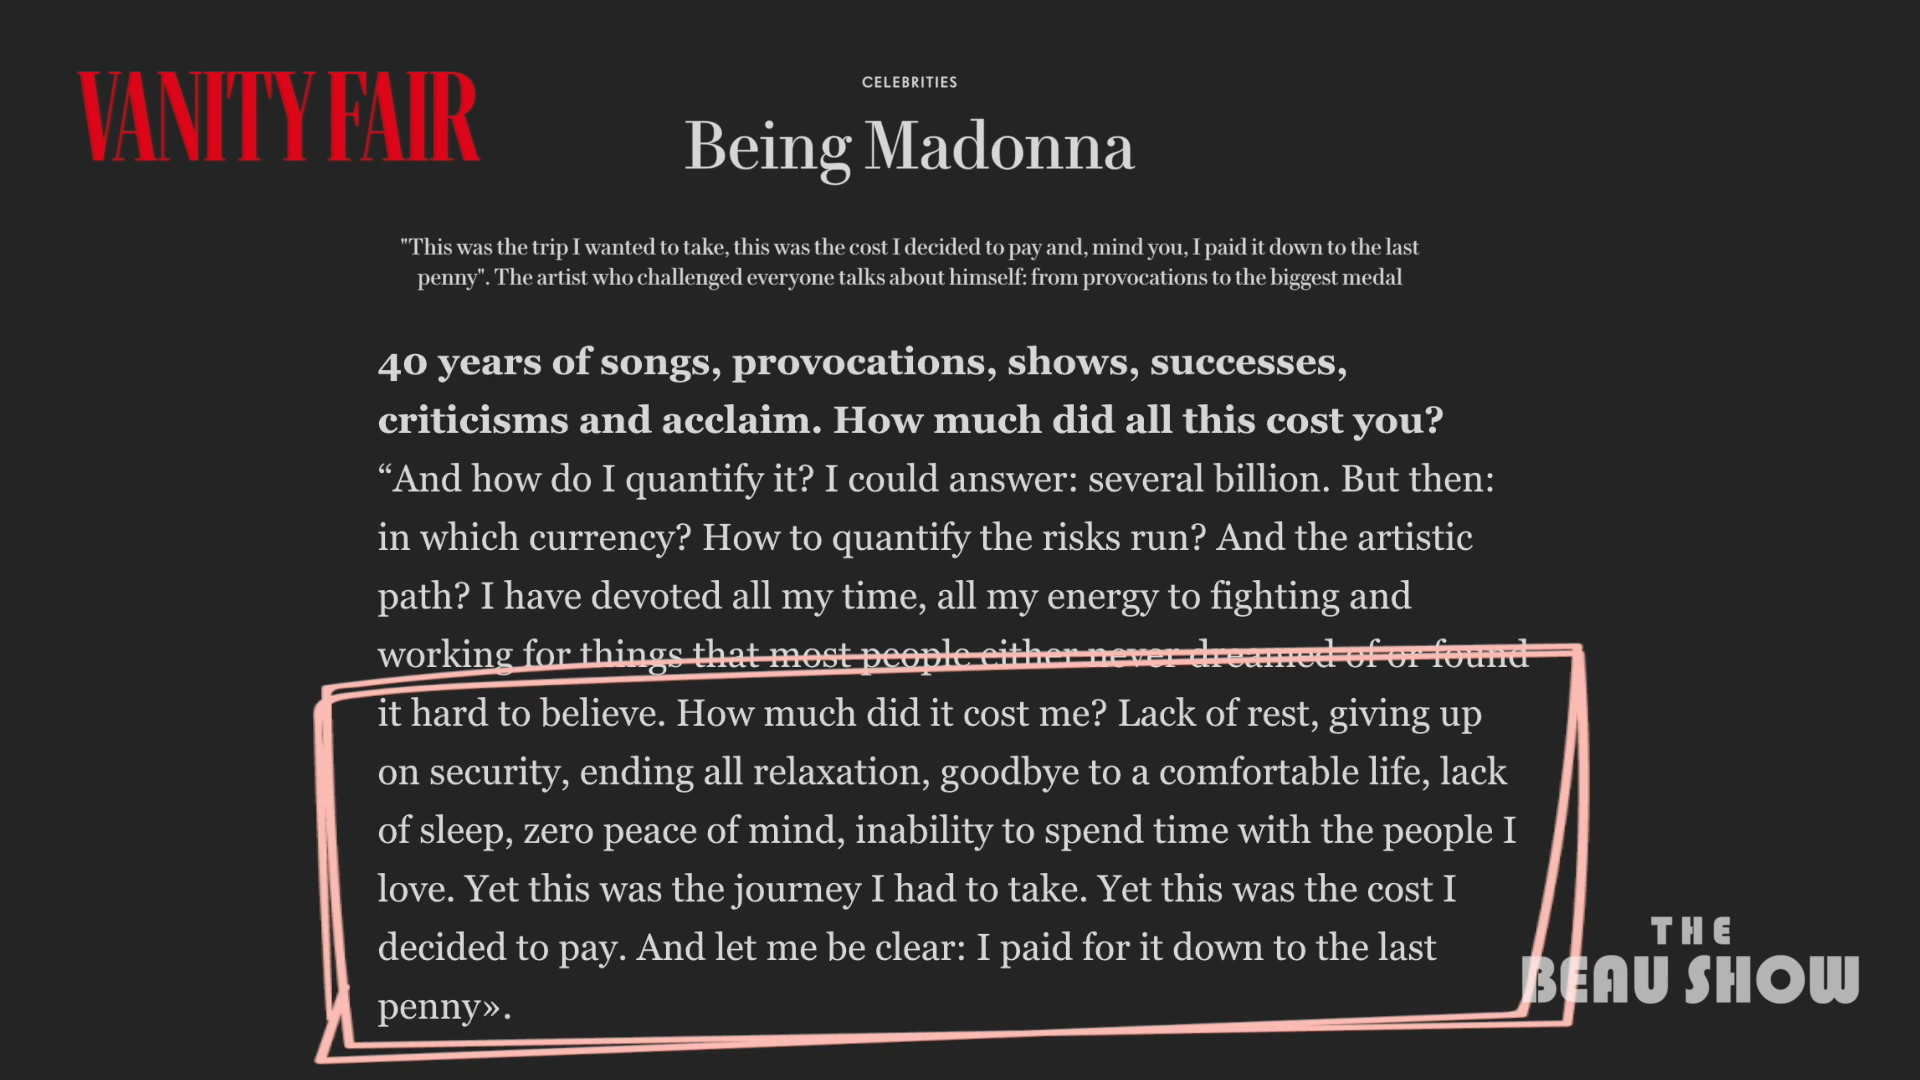 VANITY FAIR
CELEBRITIES
Being Madonna
"This was the trip I wanted to take, this was the cost I decided to pay and, mind you, I paid it down to the last
penny". The artist who challenged everyone talks about himself: from provocations to the biggest medal
40 years of songs, provocations, shows, successes,
criticisms and acclaim. How much did all this cost you?
“And how do I quantify it? I could answer: several billion. But then:
in which currency? How to quantify the risks run? And the artistic
path? I have devoted all my time, all my energy to fighting and
working for things that most people either never dreamed of or found
it hard to believe. How much did it cost me? Lack of rest, giving up
on security, ending all relaxation, goodbye to a comfortable life, lack
of sleep, zero peace of mind, inability to spend time with the people I
love. Yet this was the journey I had to take. Yet this was the cost I
decided to pay. And let me be clear: I paid for it down to the last
penny».
THE
BEAU SHOW